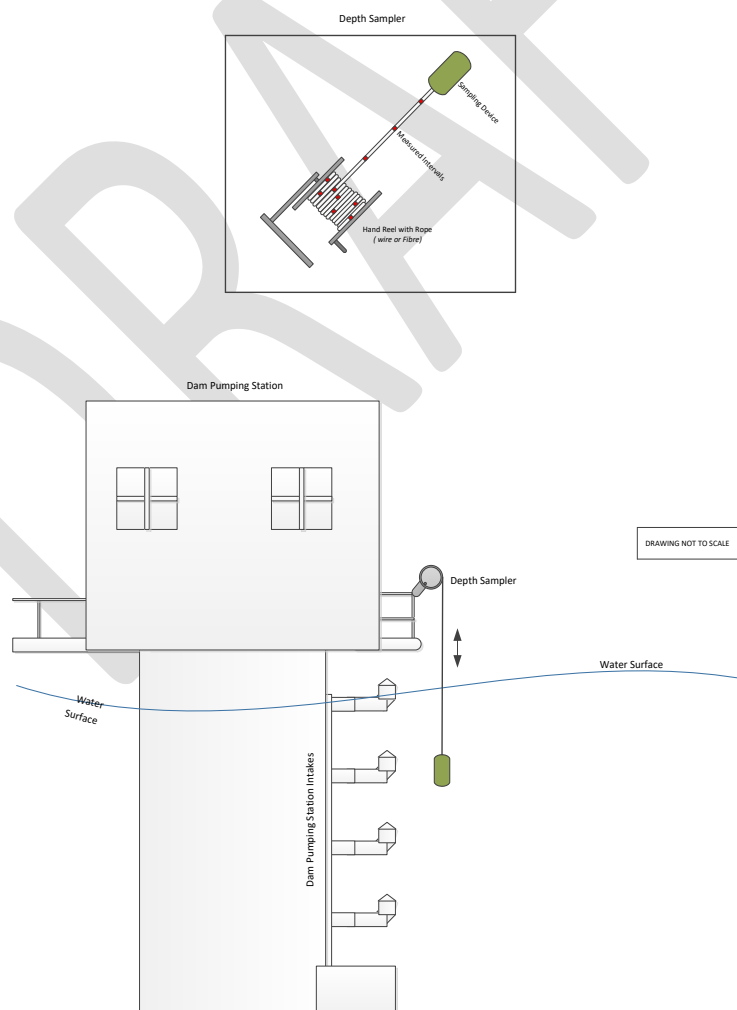 Depth Sampler
Sampling Device
Measured Intervals
Hand Reel with Rope
( wire or Fibre)
Dam Pumping Station
DRAWING NOT TO SCALE
Depth Sampler
Water Surface
Water
Surface
Dam Pumping Station Intakes
DRAFT